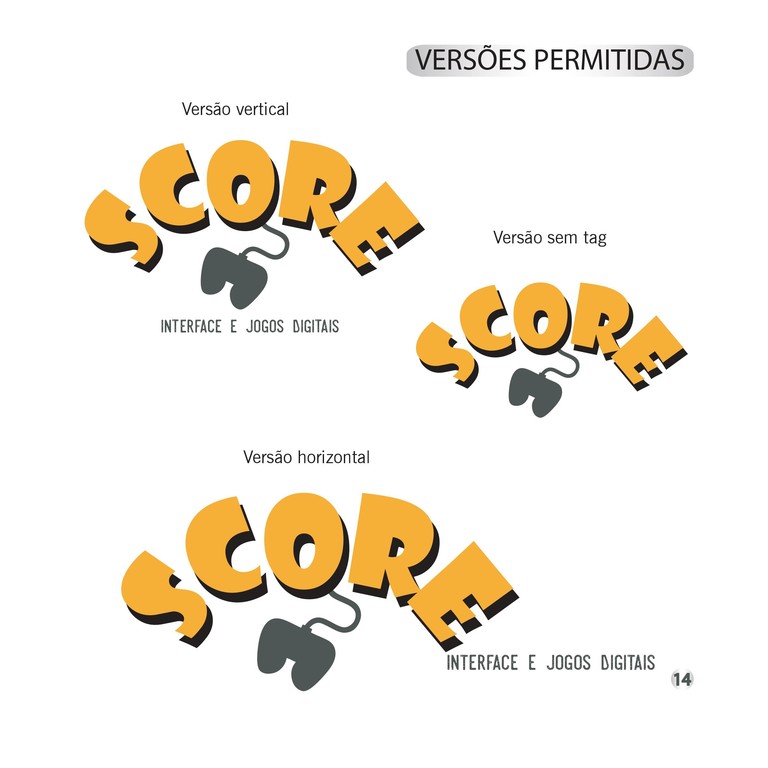 VERSÕES PERMITIDAS
Versão vertical
SCORE
INTERFACE E JOGOS DIGITAIS
Versão sem tag
SCORE
Versão horizontal
SCORE
INTERFACE E JOGOS DIGITAIS
14